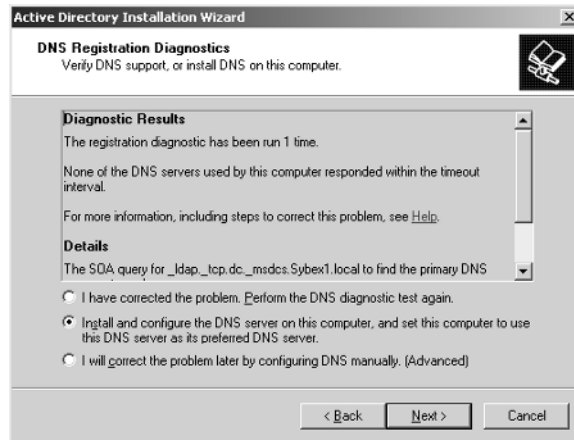 Active Directory Installation Wizard
DNS Registration Diagnostics
Verify DNS support, or install DNS on this computer.
Diagnostic Results
The registration diagnostic has been run 1 time.
None of the DNS servers used by this computer responded within the timeout
interval.
For more information, including steps to correct this problem, see Help.
Details
The SOA query for _ldap._tcp.dc._msdcs.Sybex1.local to find the primary DNS
I have corrected the problem. Perform the DNS diagnostic test again.
Install and configure the DNS server on this computer, and set this computer to use
this DNS server as its preferred DNS server.
I will correct the problem later by configuring DNS manually. (Advanced)
< Back
Next >
Cancel